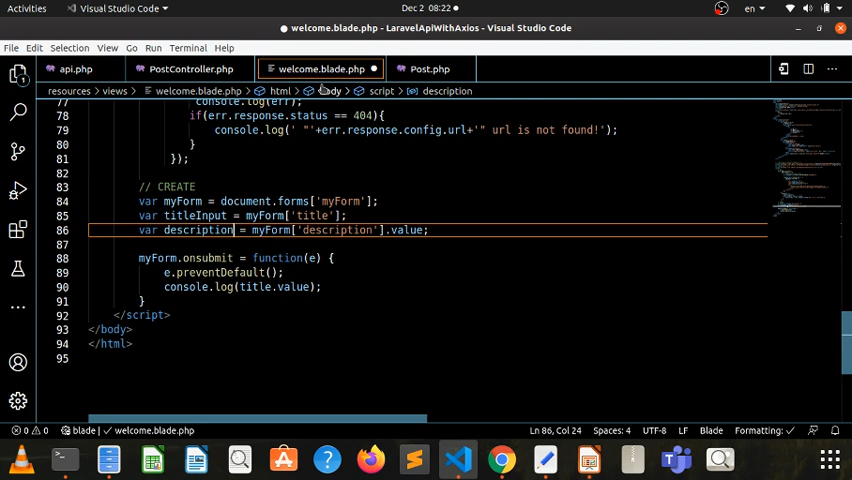 Activities
Visual Studio Code
Dec 2 08:22
en
welcome.blade.php - LaravelApiWithAxios - Visual Studio Code
File Edit Selection View Go Run Terminal Help
api.php
PostController.php
welcome.blade.php
Post.php
resources views welcome.blade.php html body script description
77 console.log(err);
78 if(err.response.status == 404){
79 console.log(' "'+err.response.config.url+'" url is not found!');
80 }
81 });
82
83 // CREATE
84 var myForm = document.forms['myForm'];
85 var titleInput = myForm['title'];
86 var description = myForm['description'].value;
87
88 myForm.onsubmit = function(e) {
89 e.preventDefault();
90 console.log(title.value);
91 }
92 </script>
93 </body>
94 </html>
95
0 0 blade welcome.blade.php Ln 86, Col 24 Spaces: 4 UTF-8 LF Blade Formatting: